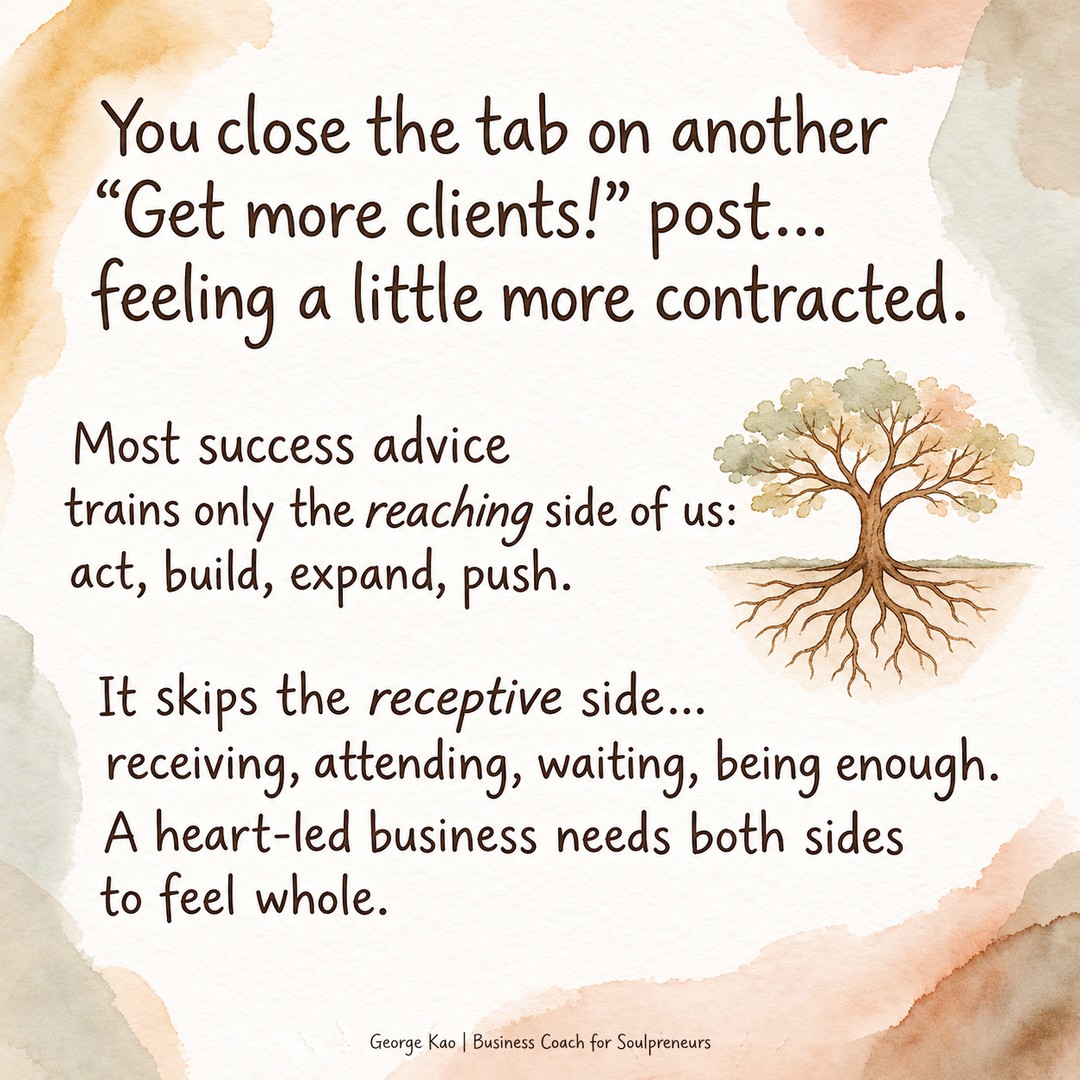 You close the tab on another
“Get more clients!” post...
feeling a little more contracted.
Most success advice
trains only the reaching side of us:
act, build, expand, push.
It skips the receptive side...
receiving, attending, waiting, being enough.
A heart-led business needs both sides
to feel whole.
George Kao | Business Coach for Soulpreneurs